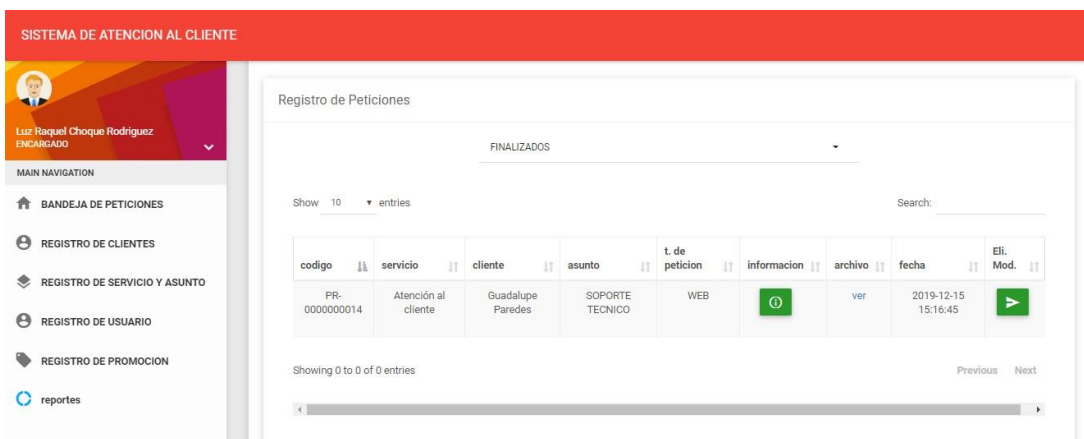 SISTEMA DE ATENCION AL CLIENTE
Luz Raquel Choque Rodriguez
ENCARGADO
MAIN NAVIGATION
BANDEJA DE PETICIONES
REGISTRO DE CLIENTES
REGISTRO DE SERVICIO Y ASUNTO
REGISTRO DE USUARIO
REGISTRO DE PROMOCION
reportes
Registro de Peticiones
FINALIZADOS
Show 10 entries
Search:
codigo servicio cliente asunto t. de peticion informacion archivo fecha Eli. Mod.
PR-0000000014 Atención al cliente Guadalupe Paredes SOPORTE TECNICO WEB ver 2019-12-15 15:16:45
Showing 0 to 0 of 0 entries
Previous Next